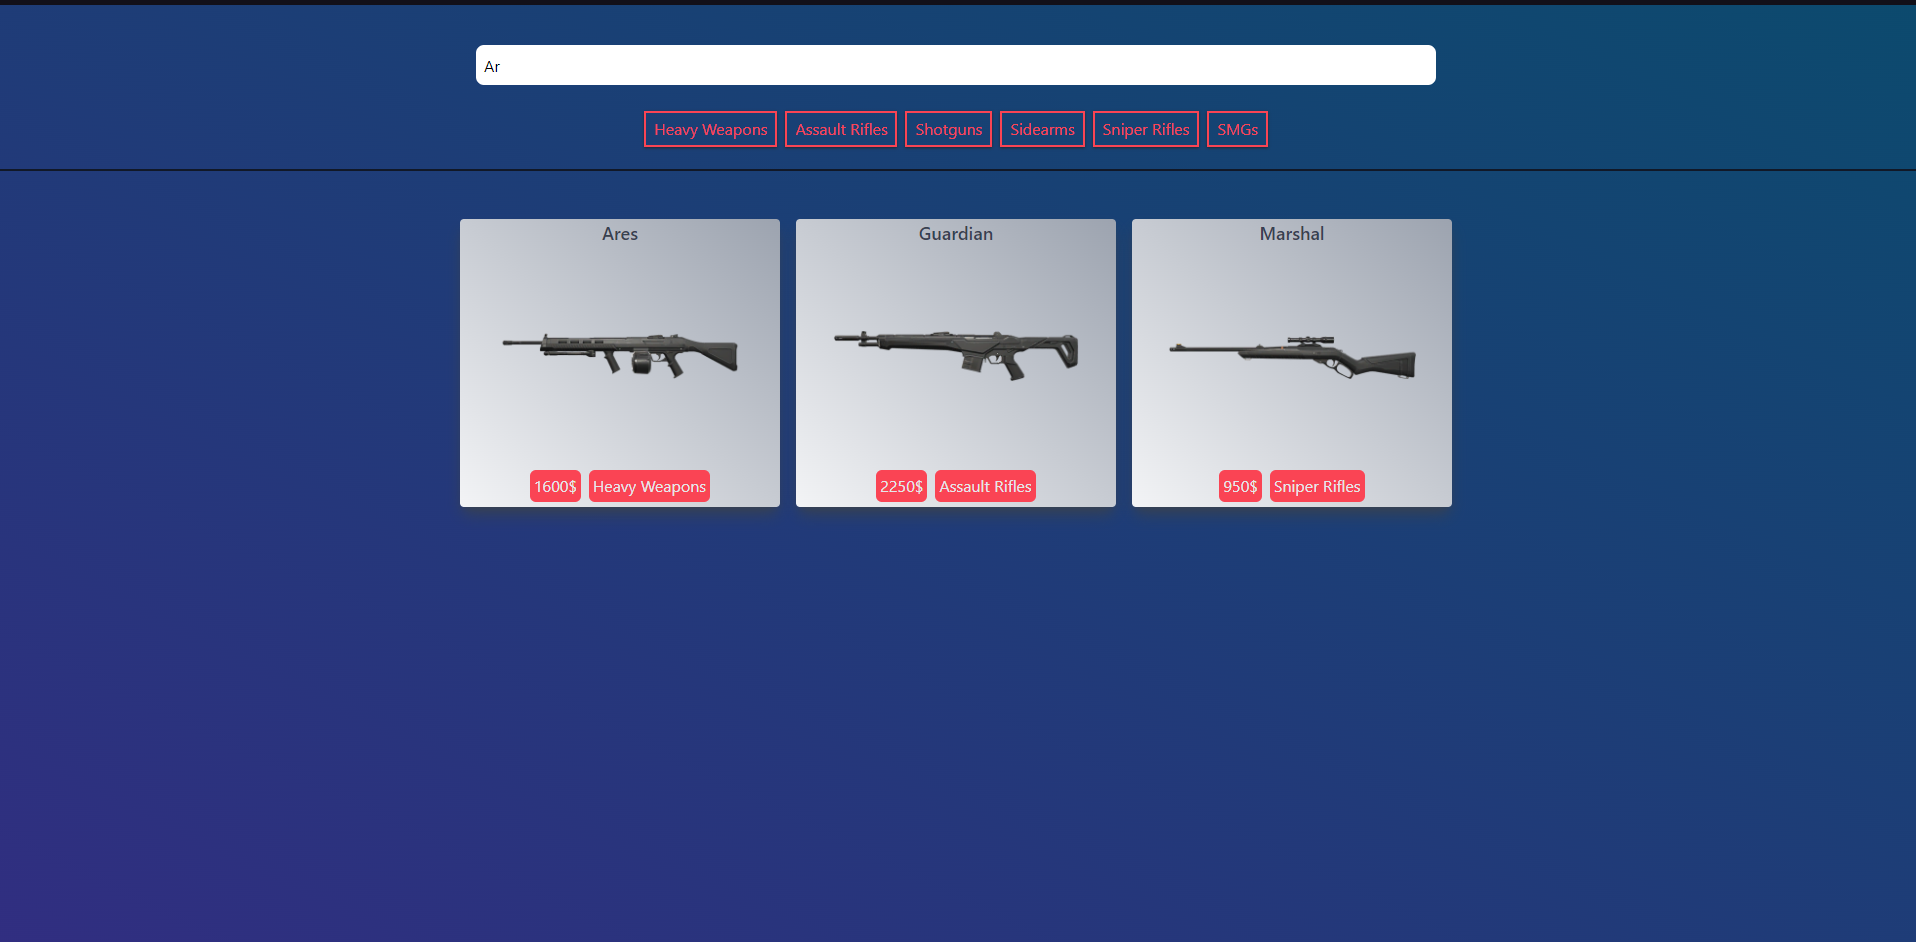 Ar
Heavy Weapons Assault Rifles Shotguns Sidearms Sniper Rifles SMGs
Ares Guardian Marshal
1600$ Heavy Weapons 2250$ Assault Rifles 950$ Sniper Rifles